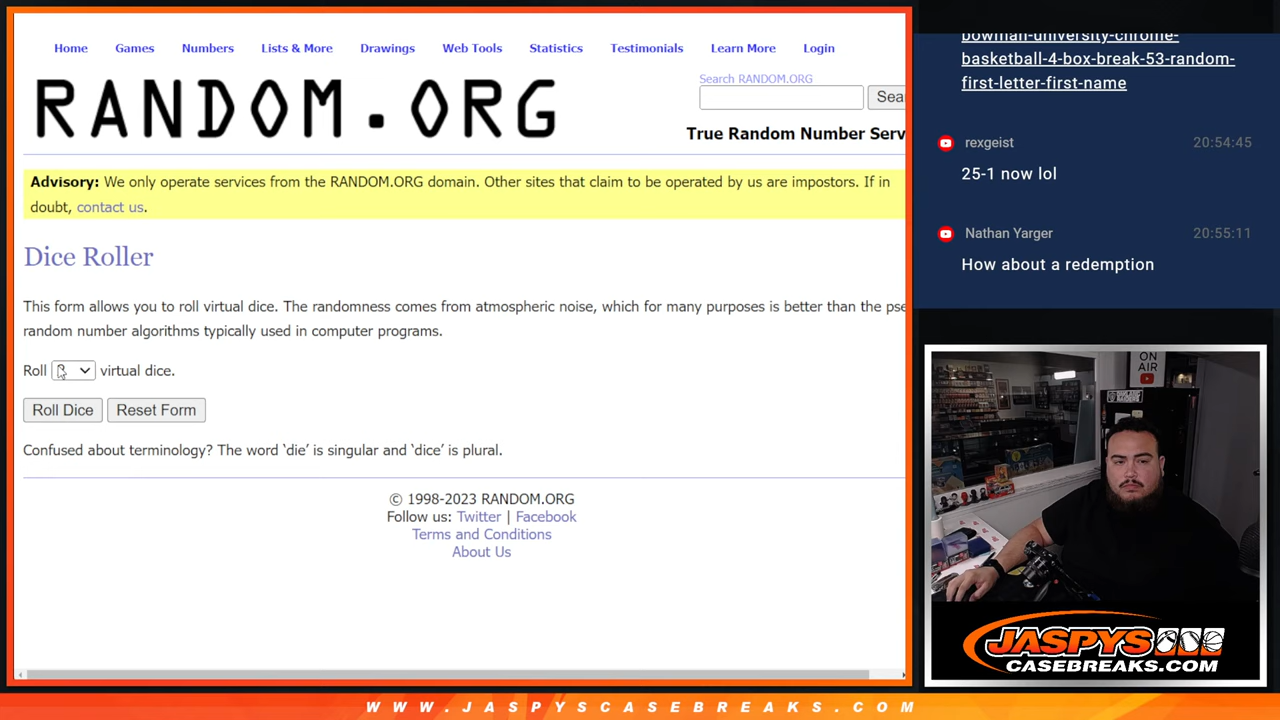 Home Games Numbers Lists & More Drawings Web Tools Statistics Testimonials Learn More Login
RANDOM.ORG
Search RANDOM.ORG
Sear
True Random Number Serv
Advisory: We only operate services from the RANDOM.ORG domain. Other sites that claim to be operated by us are impostors. If in
doubt, contact us.
Dice Roller
This form allows you to roll virtual dice. The randomness comes from atmospheric noise, which for many purposes is better than the pse
random number algorithms typically used in computer programs.
Roll virtual dice.
Roll Dice Reset Form
Confused about terminology? The word ‘die’ is singular and ‘dice’ is plural.
© 1998-2023 RANDOM.ORG
Follow us: Twitter | Facebook
Terms and Conditions
About Us
bowman-university-chrome-
basketball-4-box-break-53-random-
first-letter-first-name
rexgeist 20:54:45
25-1 now lol
Nathan Yarger 20:55:11
How about a redemption
ON
AIR
JASPYS
CASEBREAKS.COM
WWW.JASPYSCASEBREAKS.COM